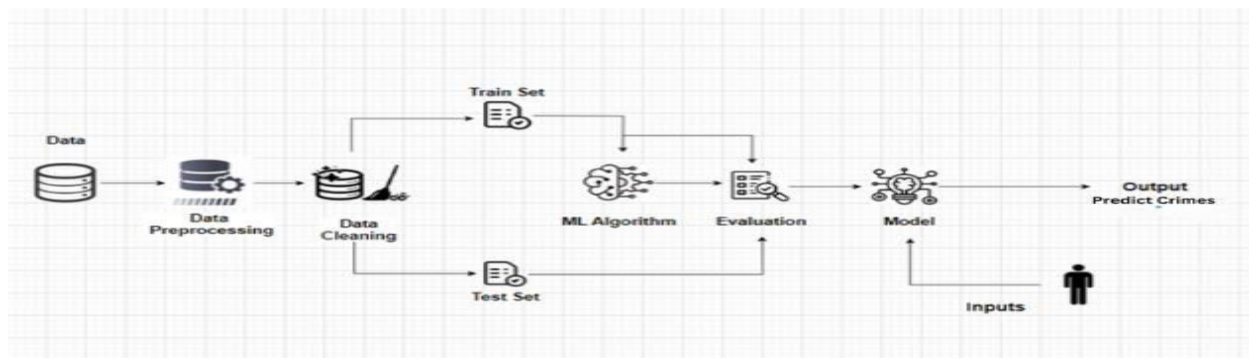 Train Set
Data
Data
Preprocessing
Data
Cleaning
ML Algorithm
Evaluation
Model
Output
Predict Crimes
Test Set
Inputs